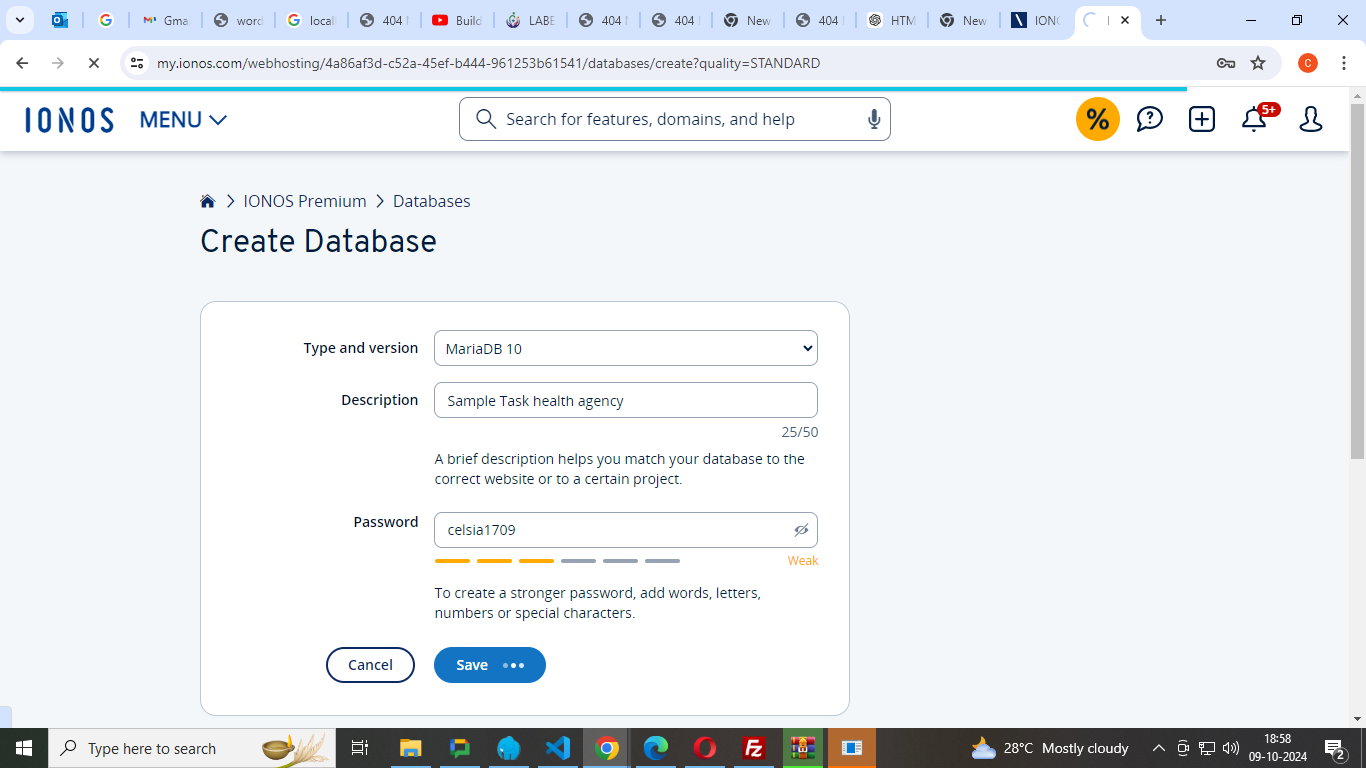 Gma
word
locali
404 N
Build
LABE
404 N
404 N
New
404 N
HTM
New
IONO
my.ionos.com/webhosting/4a86af3d-c52a-45ef-b444-961253b61541/databases/create?quality=STANDARD
C
IONOS MENU Search for features, domains, and help % 5+
IONOS Premium Databases
Create Database
Type and version MariaDB 10
Description Sample Task health agency
25/50
A brief description helps you match your database to the
correct website or to a certain project.
Password celsia1709
Weak
To create a stronger password, add words, letters,
numbers or special characters.
Cancel Save
Type here to search 28°C Mostly cloudy 18:58
09-10-2024
2